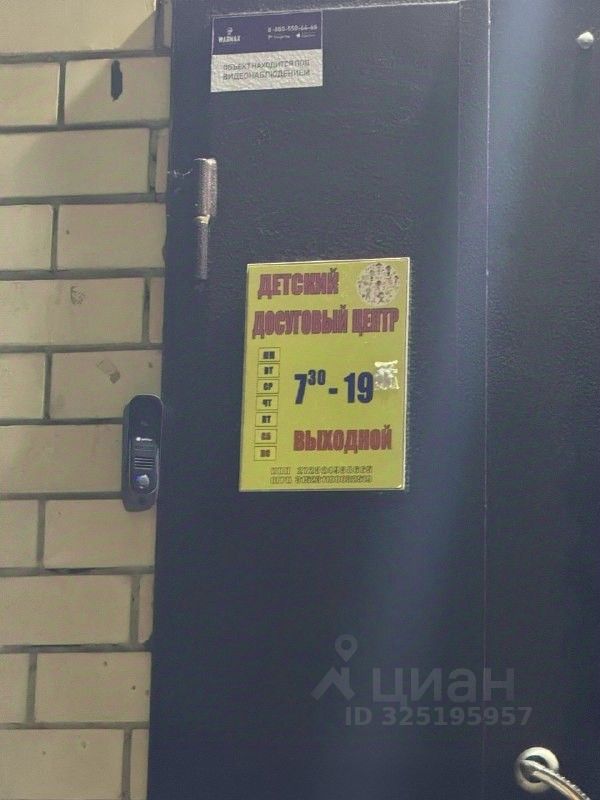 WARMAX
ОБЪЕКТ НАХОДИТСЯ ПОД
ВИДЕОНАБЛЮДЕНИЕМ
ДЕТСКИЙ
ДОСУГОВЫЙ ЦЕНТР
ПН
ВТ
СР
ЧТ
ПТ
СБ
ВС
7³⁰ - 19
ВЫХОДНОЙ
циан
ID 325195957